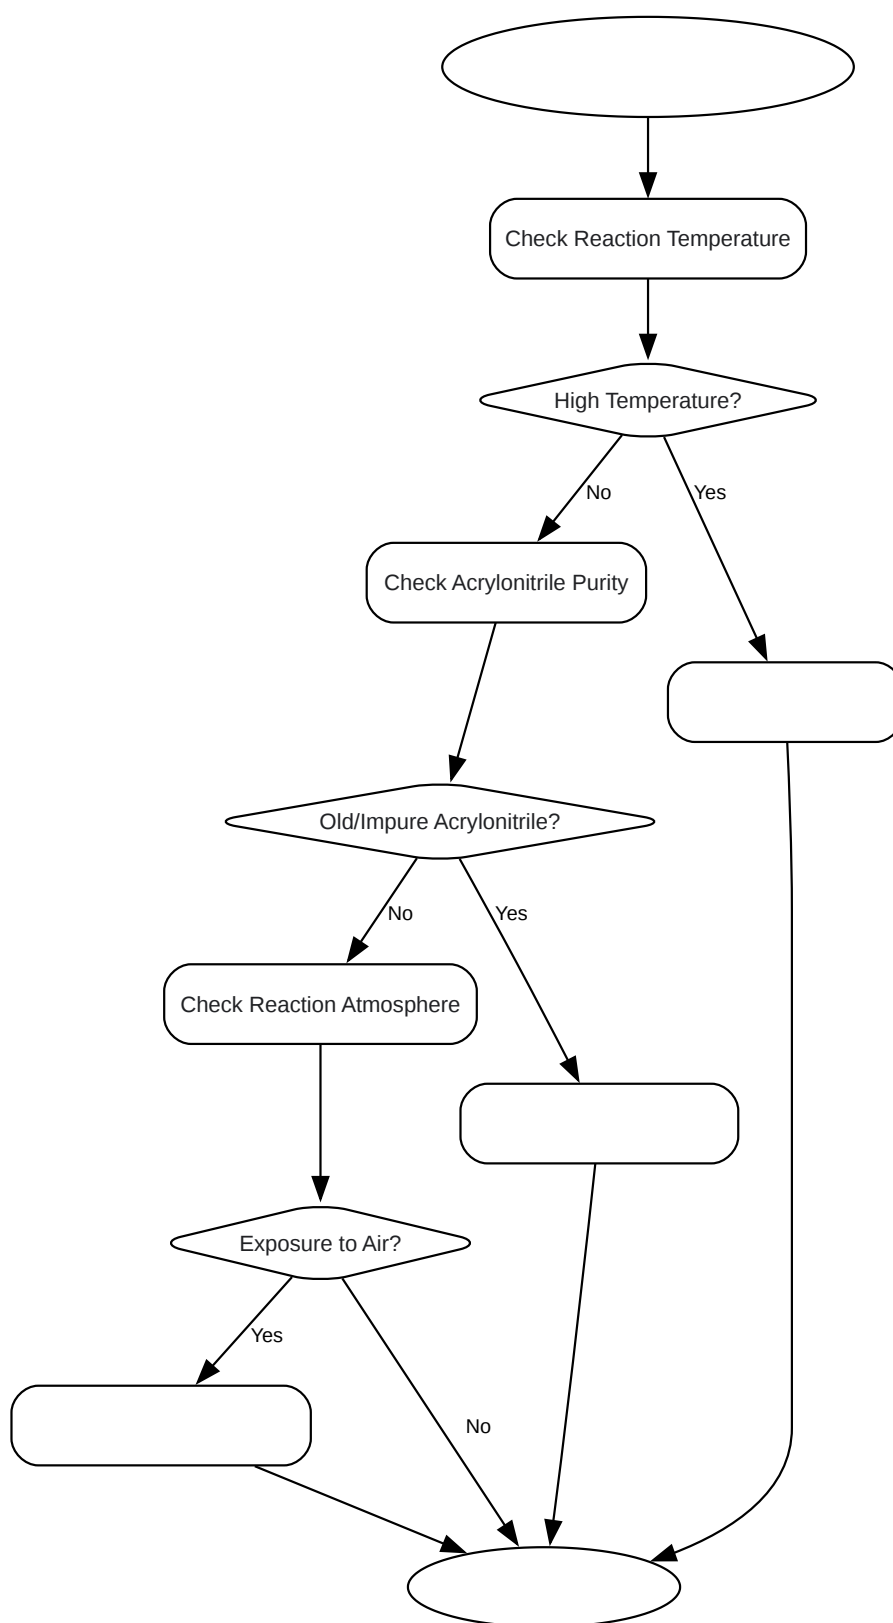 Check Reaction Temperature
High Temperature?
No
Yes
Check Acrylonitrile Purity
Old/Impure Acrylonitrile?
No
Yes
Check Reaction Atmosphere
Exposure to Air?
Yes
No